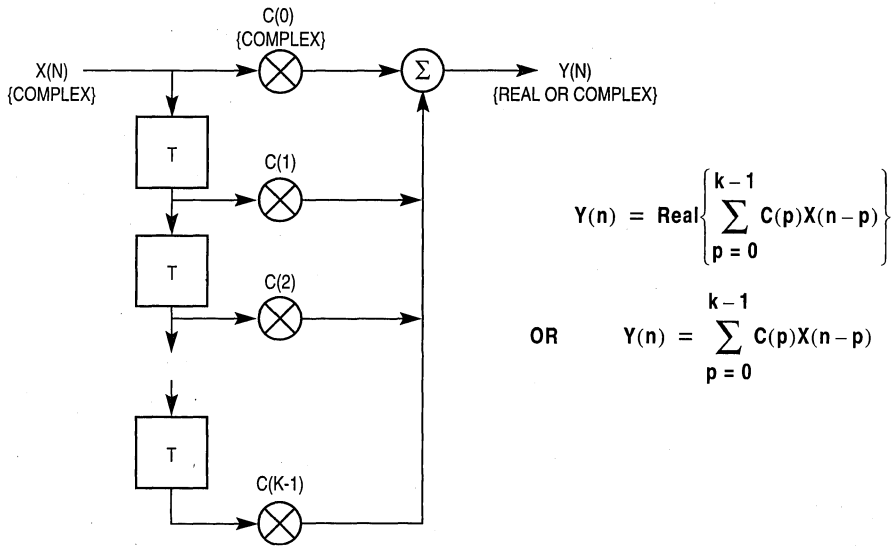 C(0)
{COMPLEX}
X(N)
{COMPLEX}
Σ
Y(N)
{REAL OR COMPLEX}
T
C(1)
T
C(2)
T
C(K-1)
Y(n) = Real{∑_{p = 0}^{k – 1} C(p)X(n – p)}
OR Y(n) = ∑_{p = 0}^{k – 1} C(p)X(n – p)